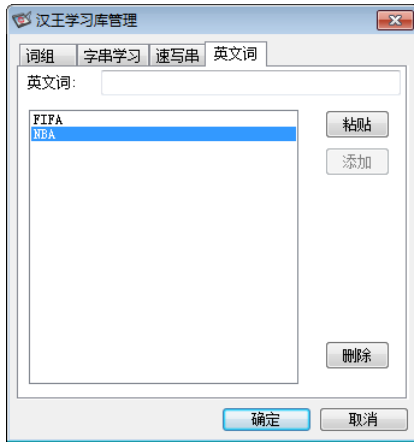 汉王学习库管理
词组 字串学习 速写串 英文词
英文词:
FIFA
NBA
粘贴
添加
删除
确定 取消